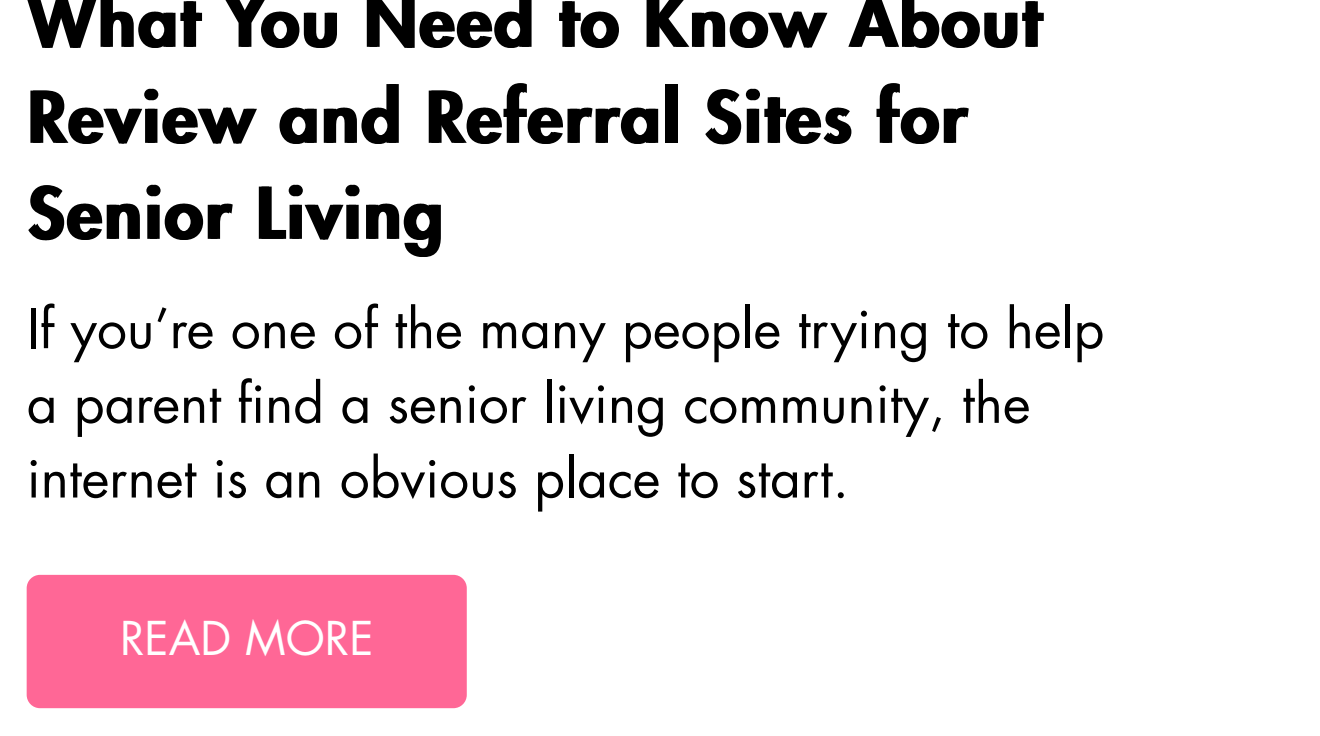 What You Need to Know About
Review and Referral Sites for
Senior Living
If you’re one of the many people trying to help
a parent find a senior living community, the
internet is an obvious place to start.
READ MORE